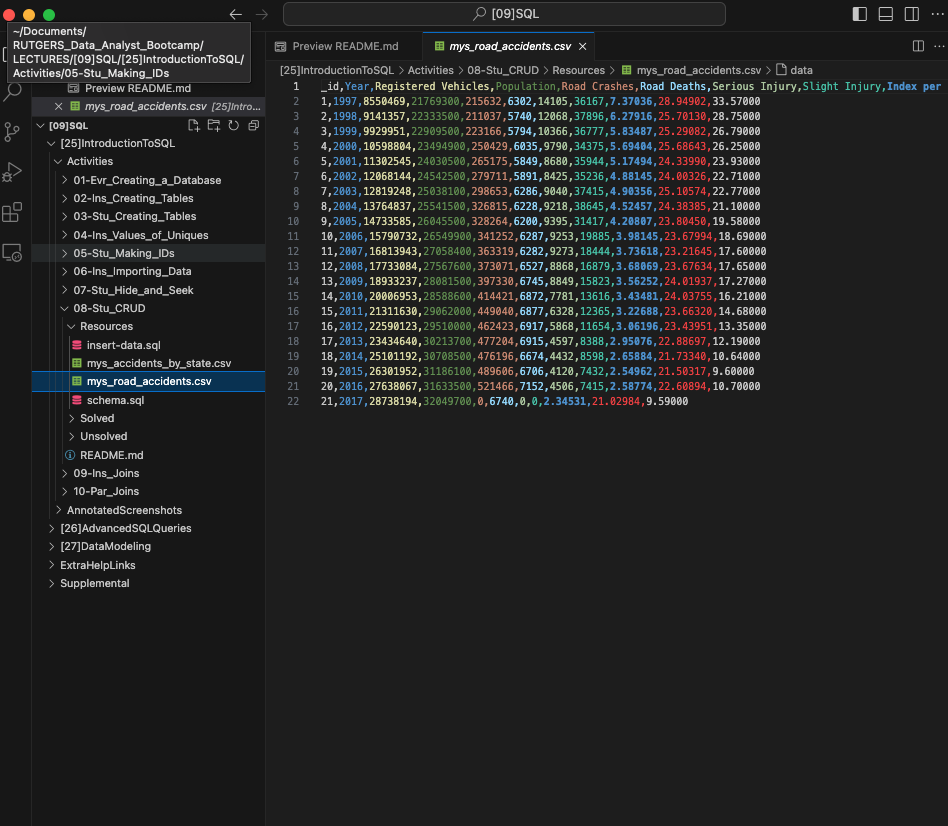 [09]SQL
~/Documents/
RUTGERS_Data_Analyst_Bootcamp/
LECTURES/[09]SQL/[25]IntroductionToSQL/
Activities/05-Stu_Making_IDs
Preview README.md
mys_road_accidents.csv [25]Intro...
[09]SQL
[25]IntroductionToSQL
Activities
01-Evr_Creating_a_Database
02-Ins_Creating_Tables
03-Stu_Creating_Tables
04-Ins_Values_of_Uniques
05-Stu_Making_IDs
06-Ins_Importing_Data
07-Stu_Hide_and_Seek
08-Stu_CRUD
Resources
insert-data.sql
mys_accidents_by_state.csv
mys_road_accidents.csv
schema.sql
Solved
Unsolved
README.md
09-Ins_Joins
10-Par_Joins
AnnotatedScreenshots
[26]AdvancedSQLQueries
[27]DataModeling
ExtraHelpLinks
Supplemental
Preview README.md
mys_road_accidents.csv
[25]IntroductionToSQL > Activities > 08-Stu_CRUD > Resources > mys_road_accidents.csv > data
1 _id,Year,Registered Vehicles,Population,Road Crashes,Road Deaths,Serious Injury,Slight Injury,Index per
2 1,1997,8550469,21769300,215632,6302,14105,36167,7.37036,28.94902,33.57000
3 2,1998,9141357,22333500,211037,5740,12068,37896,6.27916,25.70130,28.75000
4 3,1999,9929951,22909500,223166,5794,10366,36777,5.83487,25.29082,26.79000
5 4,2000,10598804,23494900,250429,6035,9790,34375,5.69404,25.68643,26.25000
6 5,2001,11302545,24030500,265175,5849,8680,35944,5.17494,24.33990,23.93000
7 6,2002,12068144,24542500,279711,5891,8425,35236,4.88145,24.00326,22.71000
8 7,2003,12819248,25038100,298653,6286,9040,37415,4.90356,25.10574,22.77000
9 8,2004,13764837,25541500,326815,6228,9218,38645,4.52457,24.38385,21.10000
10 9,2005,14733585,26045500,328264,6200,9395,31417,4.20807,23.80450,19.58000
11 10,2006,15790732,26549900,341252,6287,9253,19885,3.98145,23.67994,18.69000
12 11,2007,16813943,27058400,363319,6282,9273,18444,3.73618,23.21645,17.60000
13 12,2008,17733084,27567600,373071,6527,8868,16879,3.68069,23.67634,17.65000
14 13,2009,18933237,28081500,397330,6745,8849,15823,3.56252,24.01937,17.27000
15 14,2010,20006953,28588600,414421,6872,7781,13616,3.43481,24.03755,16.21000
16 15,2011,21311630,29062000,449040,6877,6328,12365,3.22688,23.66320,14.68000
17 16,2012,22590123,29510000,462423,6917,5868,11654,3.06196,23.43951,13.35000
18 17,2013,23434640,30213700,477204,6915,4597,8388,2.95076,22.88697,12.19000
19 18,2014,25101192,30708500,476196,6674,4432,8598,2.65884,21.73340,10.64000
20 19,2015,26301952,31186100,489606,6706,4120,7432,2.54962,21.50317,9.60000
21 20,2016,27638067,31633500,521466,7152,4506,7415,2.58774,22.60894,10.70000
22 21,2017,28738194,32049700,0,6740,0,0,2.34531,21.02984,9.59000